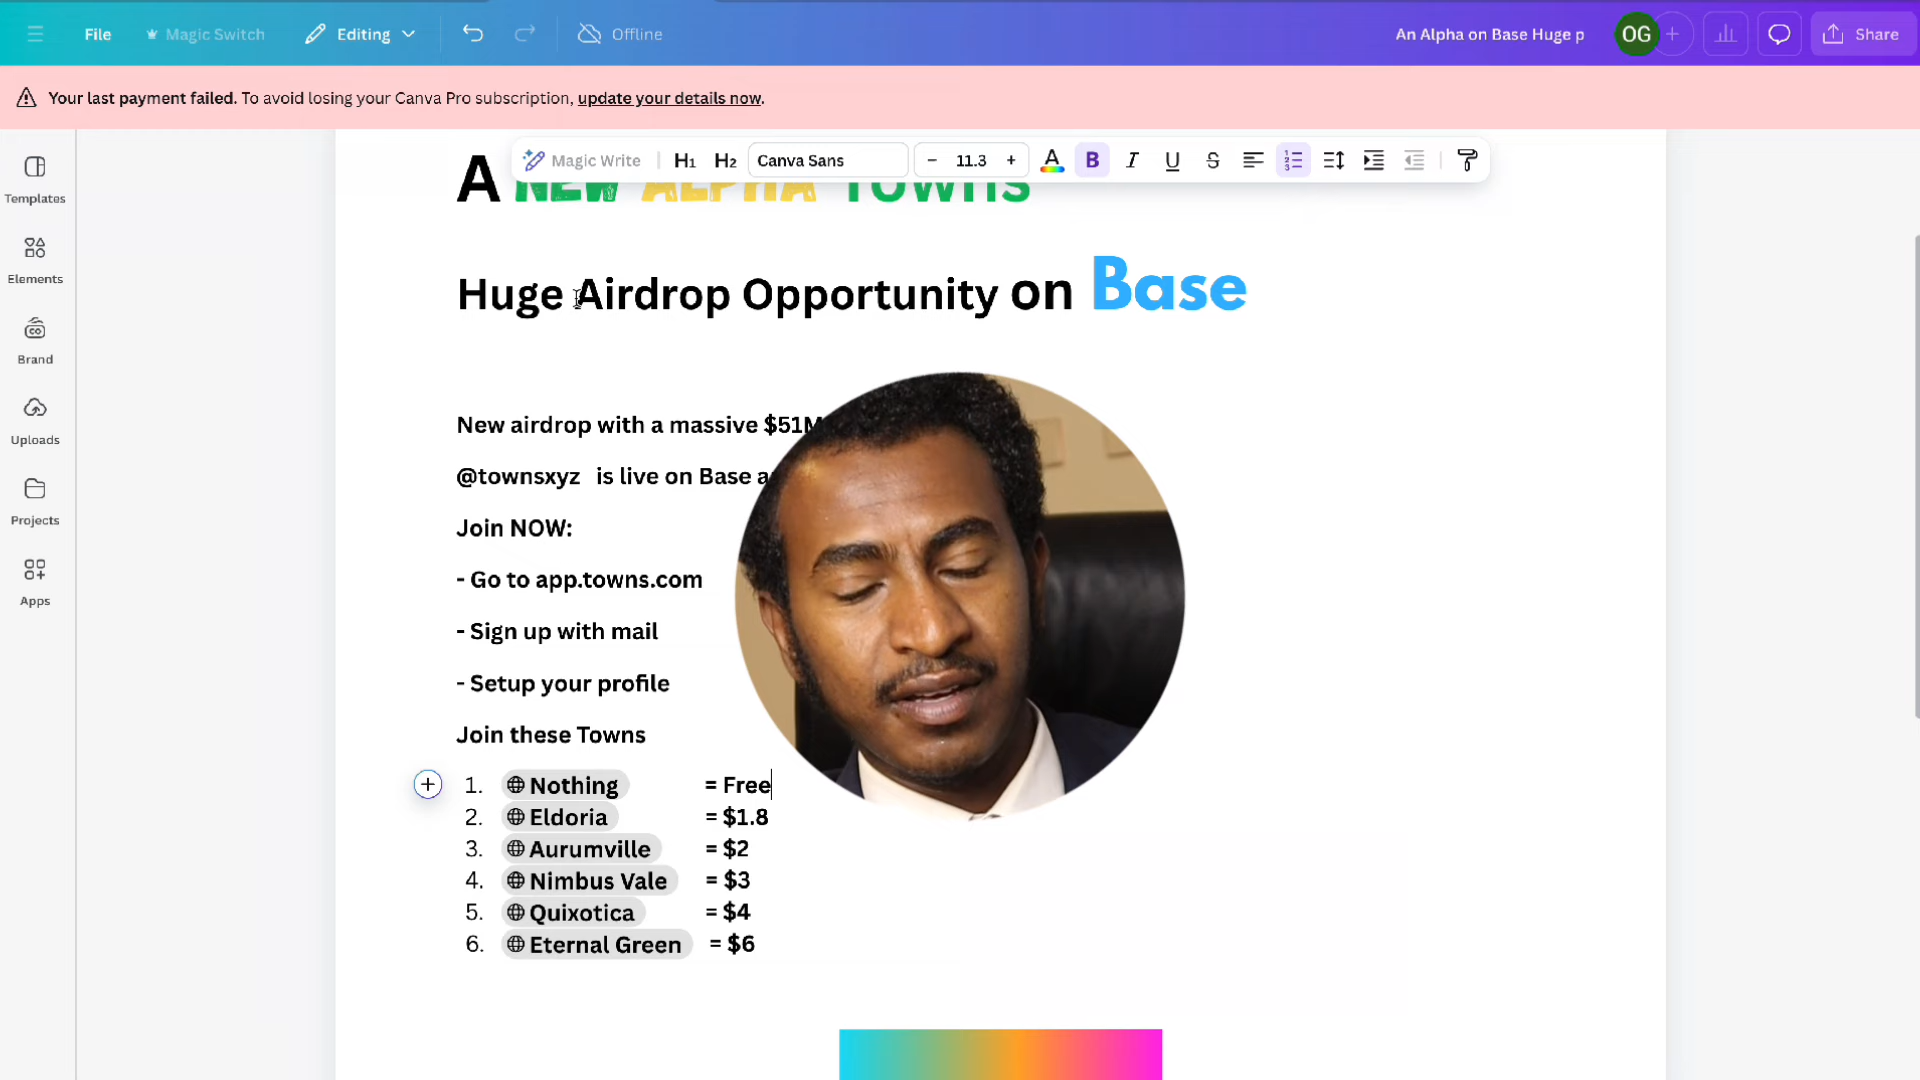 File
Magic Switch
Editing
Offline
An Alpha on Base Huge p
OG
Share
Your last payment failed. To avoid losing your Canva Pro subscription, update your details now.
Templates
Elements
Brand
Uploads
Projects
Apps
Magic Write
H1
H2
Canva Sans
− 11.3 +
A
B
I
U
S
A NEW ALPHA TOWNS
Huge Airdrop Opportunity on Base
New airdrop with a massive $51M
@townsxyz is live on Base a
Join NOW:
- Go to app.towns.com
- Sign up with mail
- Setup your profile
Join these Towns
1. Nothing = Free
2. Eldoria = $1.8
3. Aurumville = $2
4. Nimbus Vale = $3
5. Quixotica = $4
6. Eternal Green = $6